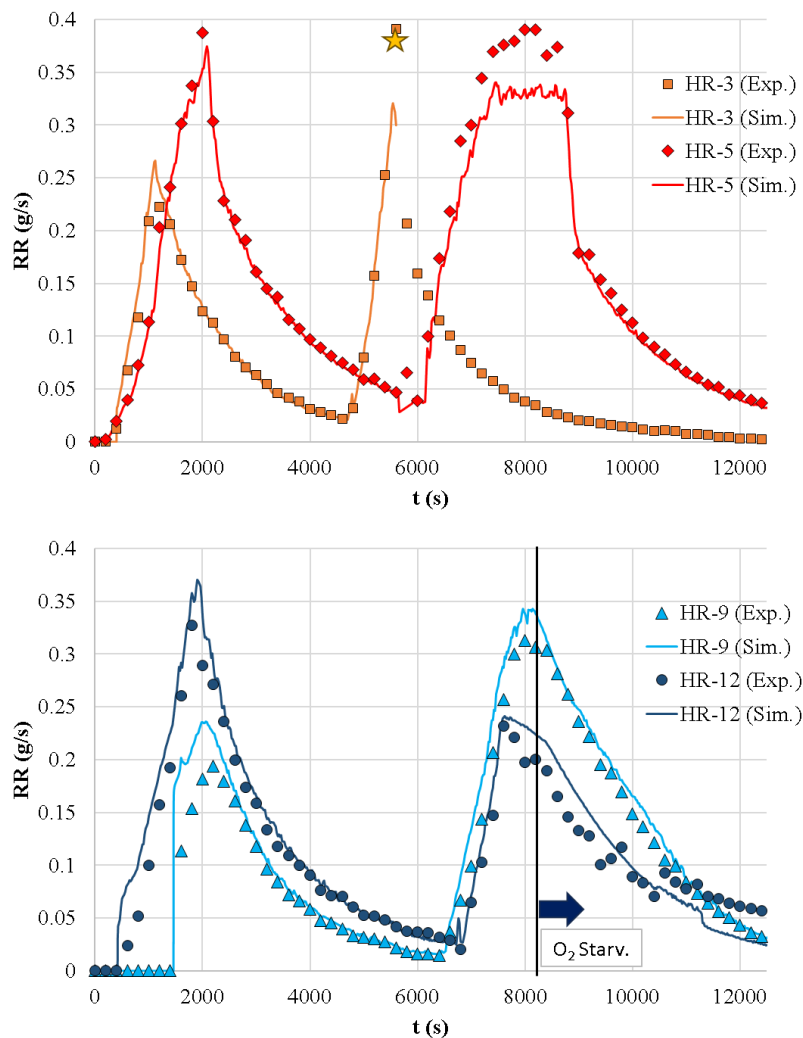 0.4
0.35
0.3
0.25
0.2
0.15
0.1
0.05
0
RR (g/s)
0 2000 4000 6000 8000 10000 12000
t (s)
HR-3 (Exp.)
HR-3 (Sim.)
HR-5 (Exp.)
HR-5 (Sim.)
0.4
0.35
0.3
0.25
0.2
0.15
0.1
0.05
0
RR (g/s)
0 2000 4000 6000 8000 10000 12000
t (s)
HR-9 (Exp.)
HR-9 (Sim.)
HR-12 (Exp.)
HR-12 (Sim.)
O₂ Starv.